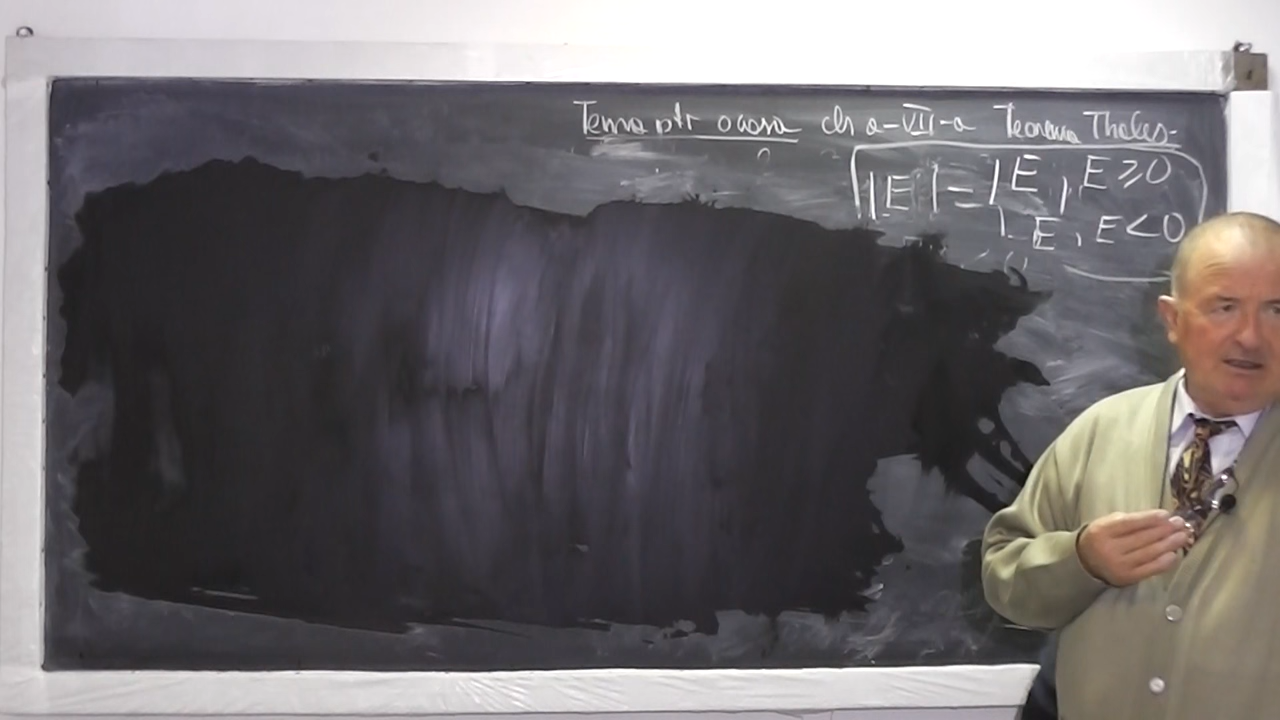 Tema ptr acasa cls a-VII-a Teorema Thales
|E| = { E, E ≥ 0
-E, E < 0